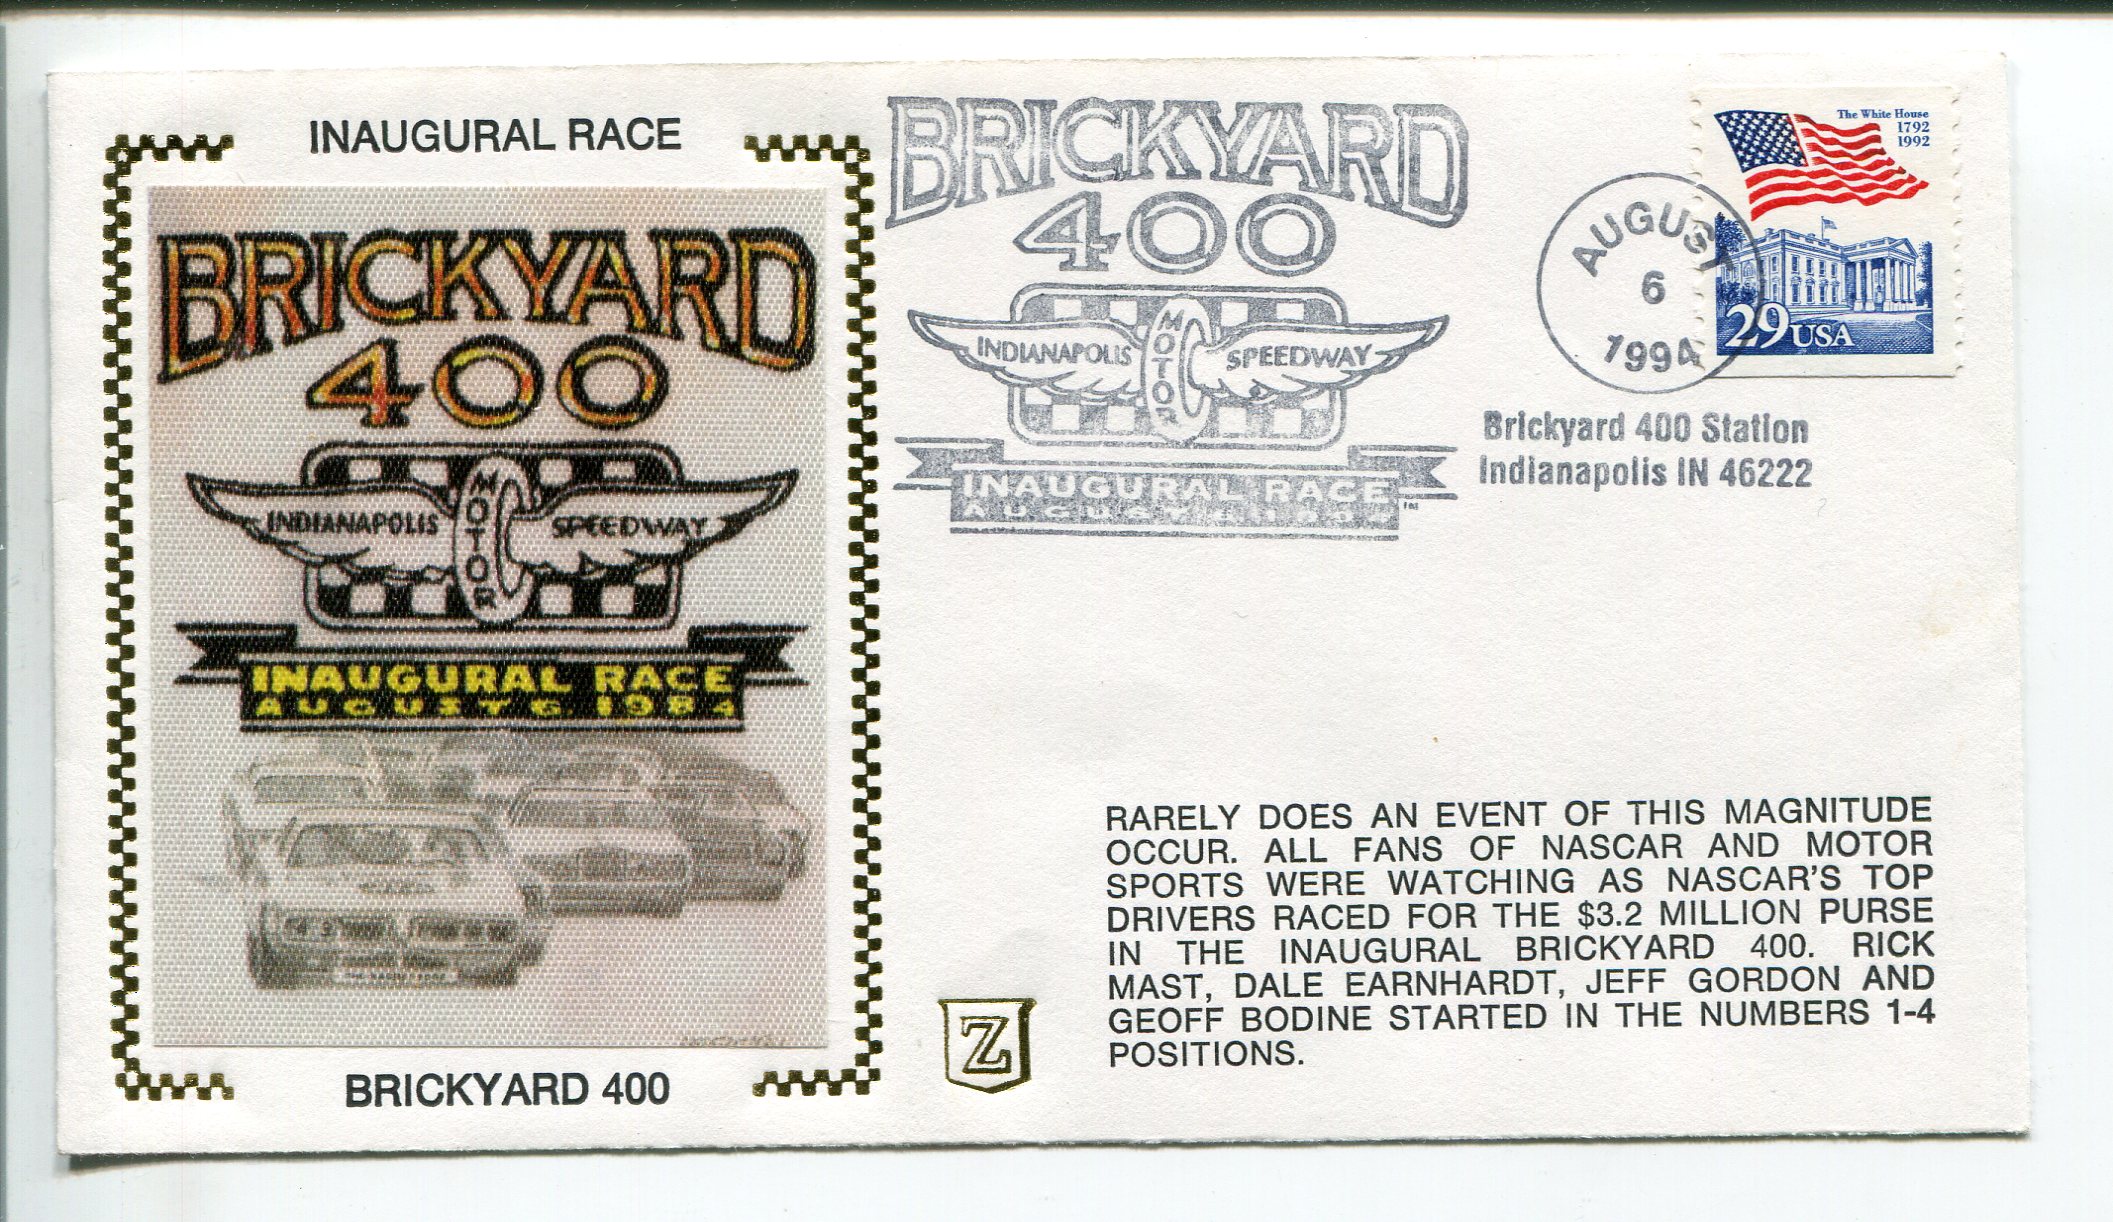 INAUGURAL RACE
BRICKYARD
400
INDIANAPOLIS MOTOR SPEEDWAY
INAUGURAL RACE
AUGUST 6, 1984
BRICKYARD 400
BRICKYARD
400
INDIANAPOLIS MOTOR SPEEDWAY
INAUGURAL RACE
AUGUST
The White House
1792
1992
29 USA
AUGUST
6
1994
Brickyard 400 Station
Indianapolis IN 46222
RARELY DOES AN EVENT OF THIS MAGNITUDE
OCCUR. ALL FANS OF NASCAR AND MOTOR
SPORTS WERE WATCHING AS NASCAR'S TOP
DRIVERS RACED FOR THE $3.2 MILLION PURSE
IN THE INAUGURAL BRICKYARD 400. RICK
MAST, DALE EARNHARDT, JEFF GORDON AND
GEOFF BODINE STARTED IN THE NUMBERS 1-4
POSITIONS.
Z